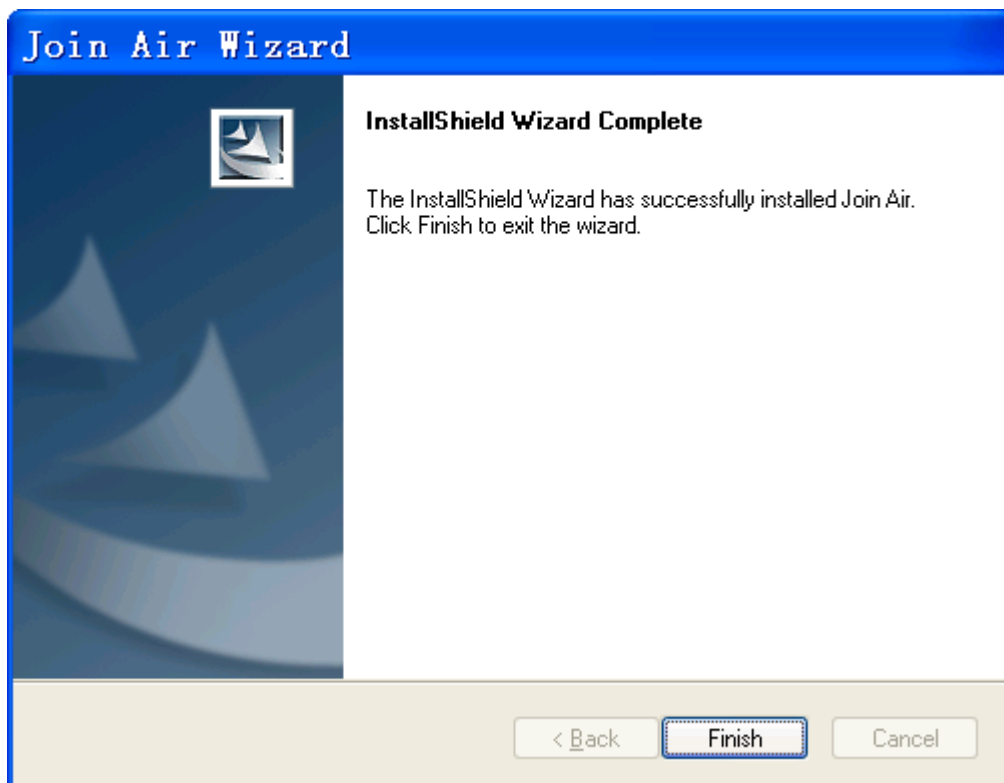 Join Air Wizard
InstallShield Wizard Complete
The InstallShield Wizard has successfully installed Join Air.
Click Finish to exit the wizard.
< Back
Finish
Cancel